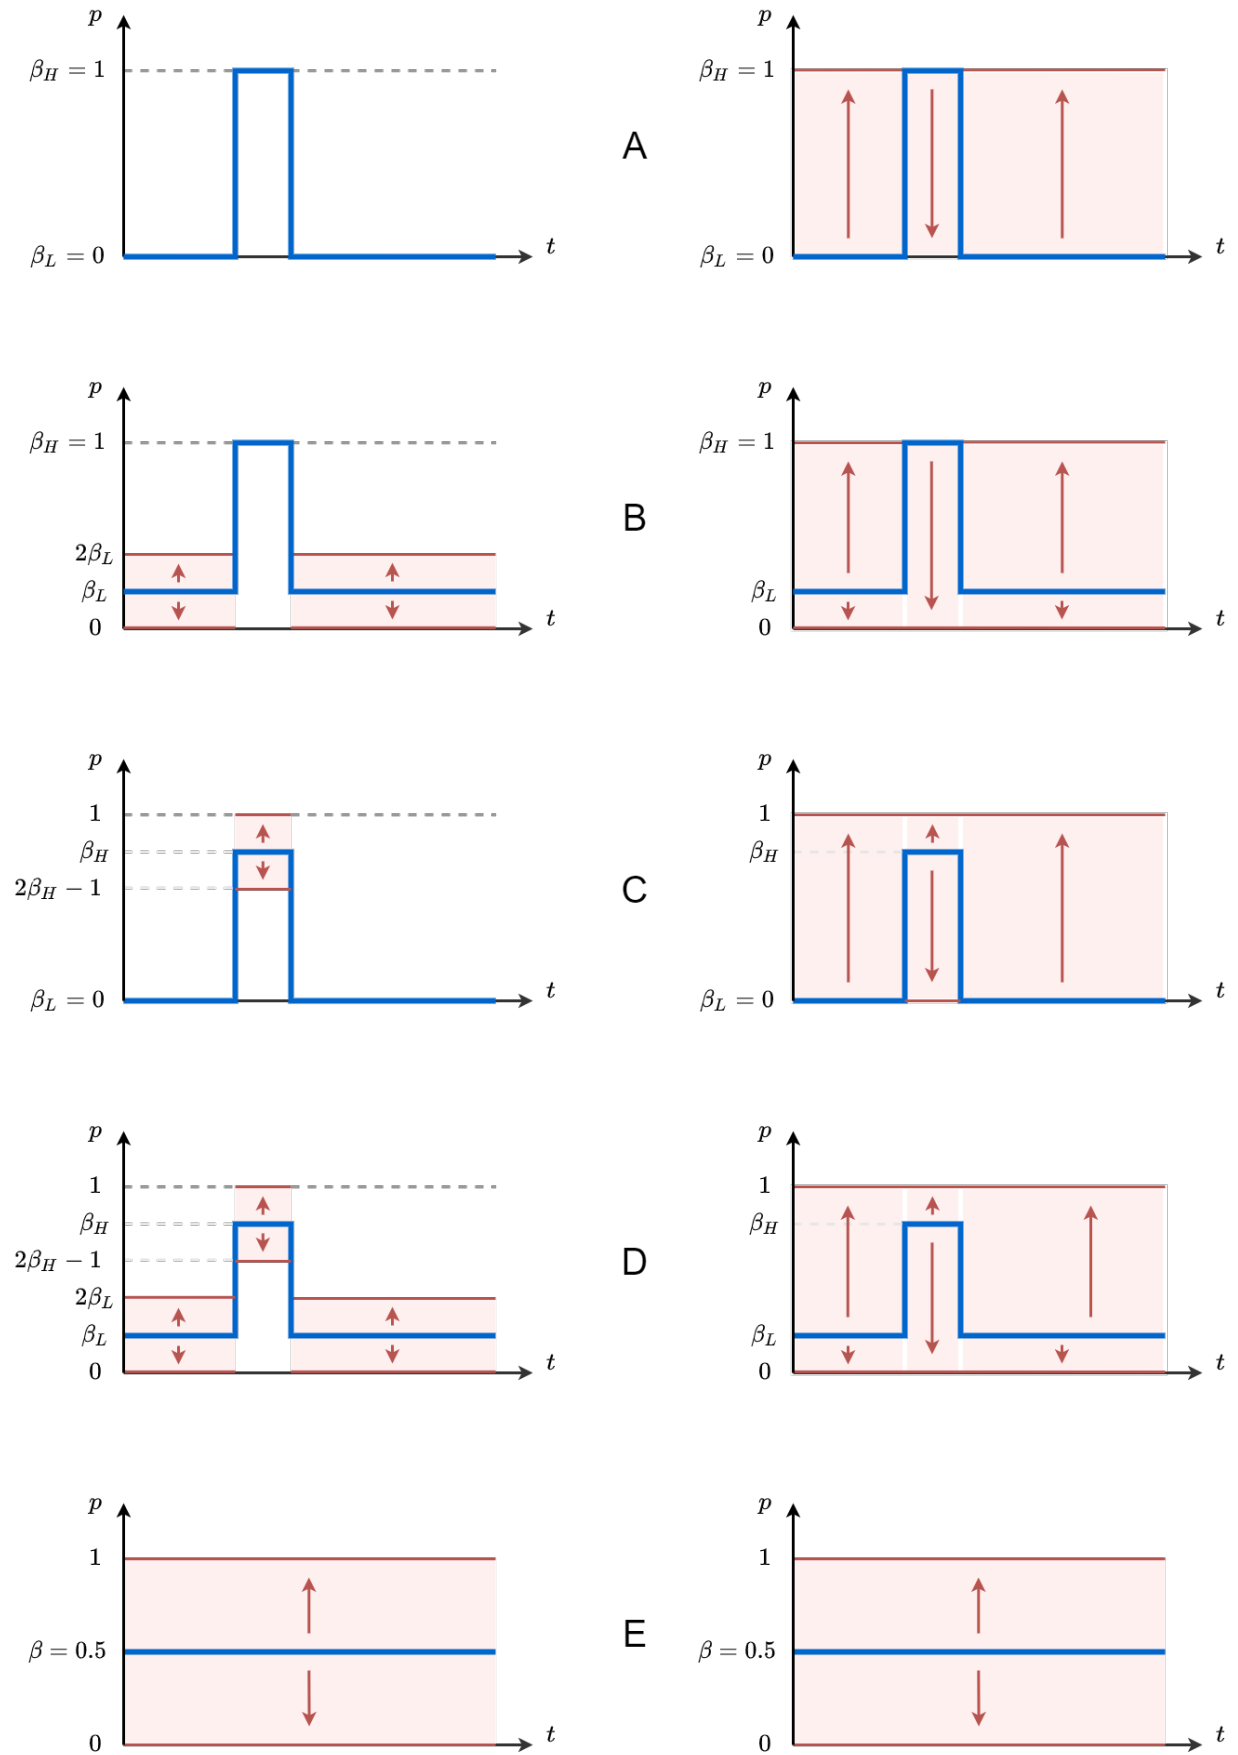 p p
β_H = 1 β_H = 1
A
β_L = 0 t β_L = 0 t
p p
β_H = 1 β_H = 1
B
2β_L
β_L β_L
0 t 0 t
p p
1 1
β_H β_H
2β_H − 1 C
β_L = 0 t β_L = 0 t
p p
1 1
β_H β_H
2β_H − 1 D
2β_L
β_L β_L
0 t 0 t
p p
1 1
E
β = 0.5 β = 0.5
0 t 0 t